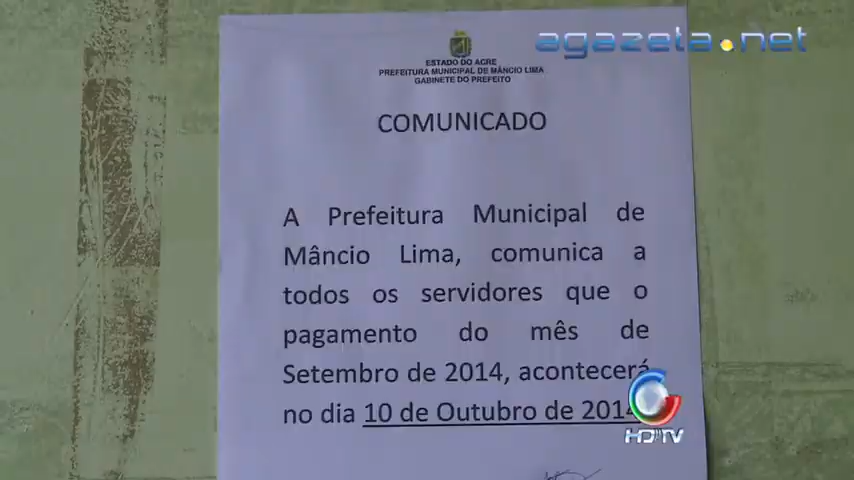 agazeta.net
ESTADO DO ACRE
PREFEITURA MUNICIPAL DE MÂNCIO LIMA
GABINETE DO PREFEITO
COMUNICADO
A Prefeitura Municipal de
Mâncio Lima, comunica a
todos os servidores que o
pagamento do mês de
Setembro de 2014, acontecerá
no dia 10 de Outubro de 2014
HDTV